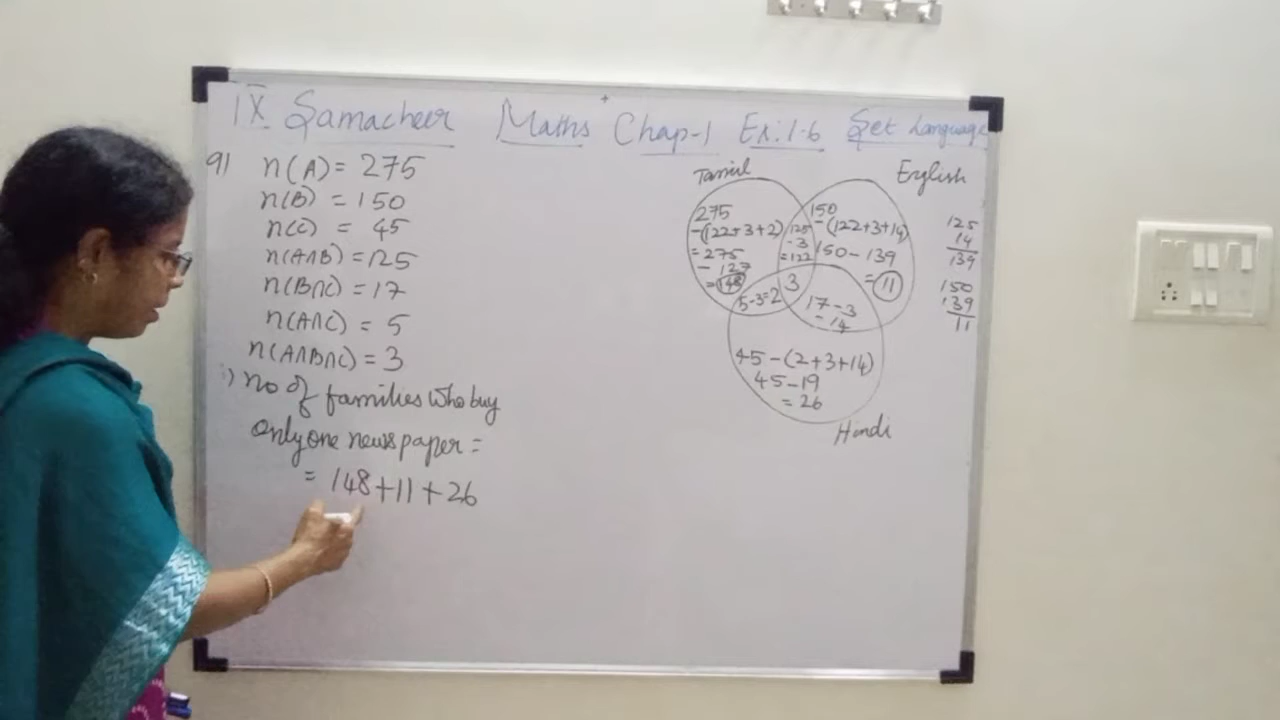 IX Samacheer Maths Chap-1 Ex:1.6 Set Language
9) n(A) = 275
n(B) = 150
n(C) = 45
n(A∩B) = 125
n(B∩C) = 17
n(A∩C) = 5
n(A∩B∩C) = 3
i) no of families who buy
Only one newspaper =
= 148+11+26
Tamil
275
-(122+3+2)
= 275
- 127
= 148
125
- 3
= 122
English
150
-(122+3+14)
150-139
= 11
5-3=2
3
17-3
- 14
45-(2+3+14)
45-19
= 26
Hindi
125
14
139
150
139
11